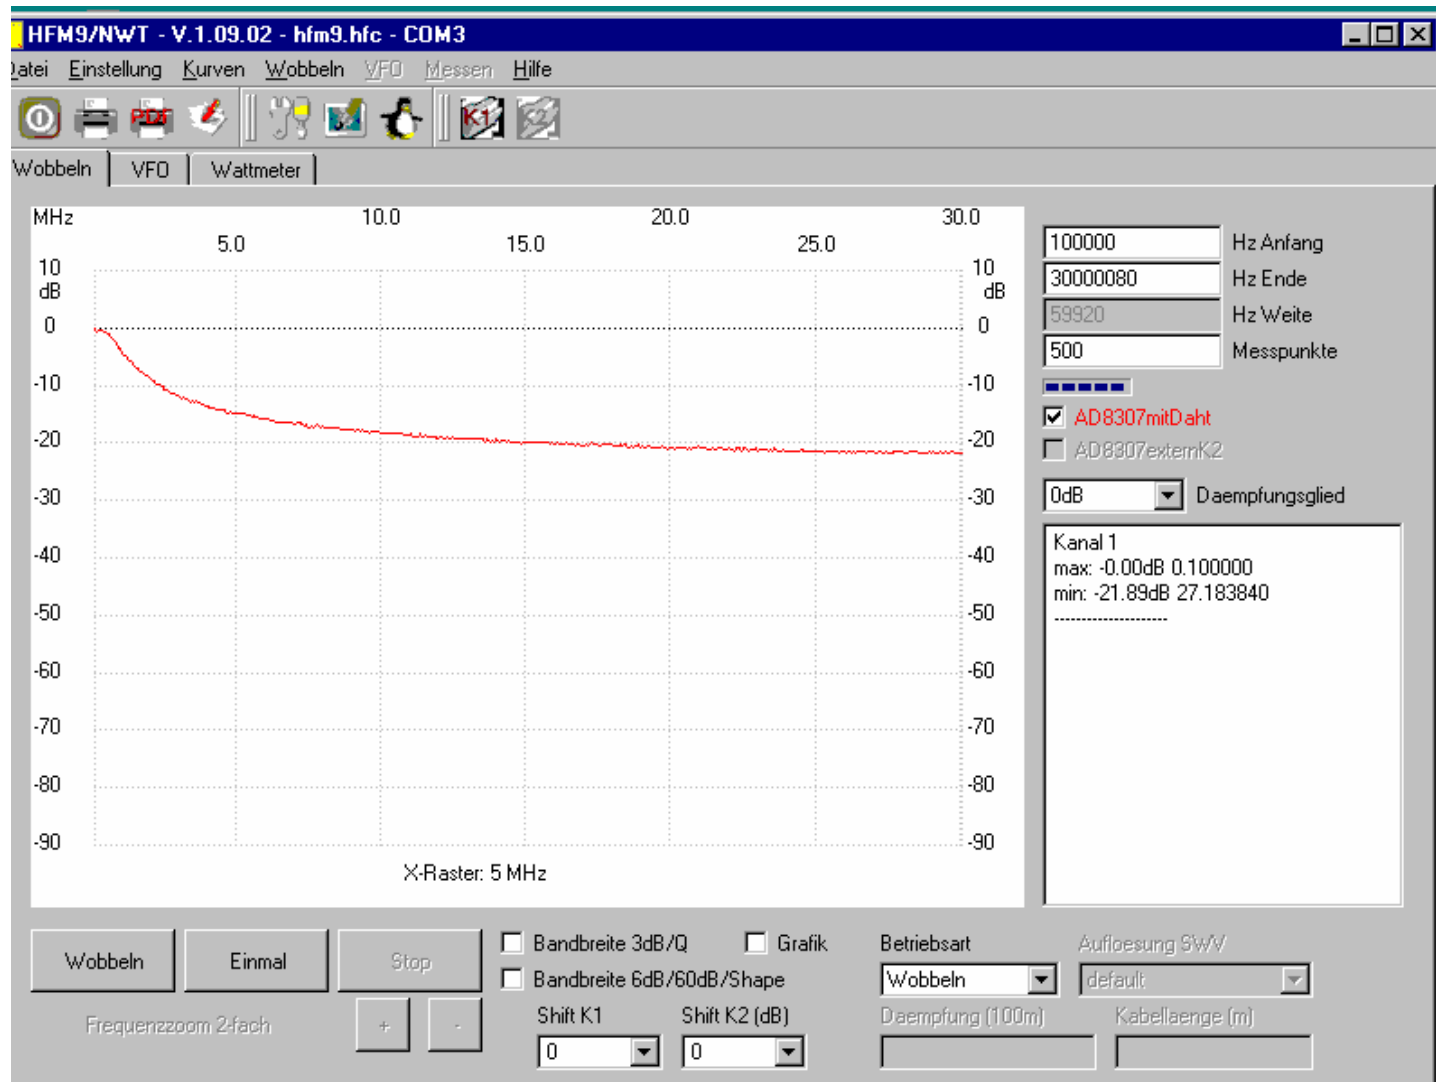 HFM9/NWT - V.1.09.02 - hfm9.hfc - COM3
Datei Einstellung Kurven Wobbeln VFO Messen Hilfe
PDF K1 K2
Wobbeln VFO Wattmeter
MHz 10.0 20.0 30.0
5.0 15.0 25.0
10 10
dB dB
0 0
-10 -10
-20 -20
-30 -30
-40 -40
-50 -50
-60 -60
-70 -70
-80 -80
-90 -90
X-Raster: 5 MHz
100000 Hz Anfang
30000080 Hz Ende
59920 Hz Weite
500 Messpunkte
AD8307mitDaht
AD8307externK2
0dB Daempfungsglied
Kanal 1
max: -0.00dB 0.100000
min: -21.89dB 27.183840
---------------------
Wobbeln Einmal Stop
Frequenzzoom 2-fach + -
Bandbreite 3dB/Q Grafik
Bandbreite 6dB/60dB/Shape
Shift K1 Shift K2 (dB)
0 0
Betriebsart Aufloesung SWV
Wobbeln default
Daempfung (100m) Kabellaenge (m)